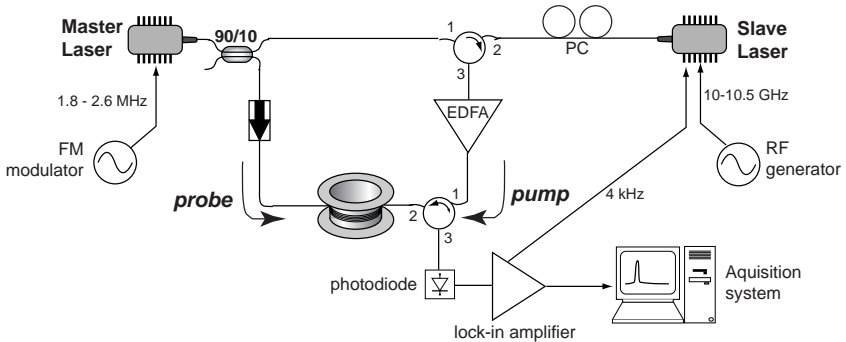 Master
Laser
90/10
1
2
3
PC
Slave
Laser
1.8 - 2.6 MHz
10-10.5 GHz
EDFA
FM
modulator
RF
generator
probe
pump
4 kHz
1
2
3
photodiode
lock-in amplifier
Aquisition
system